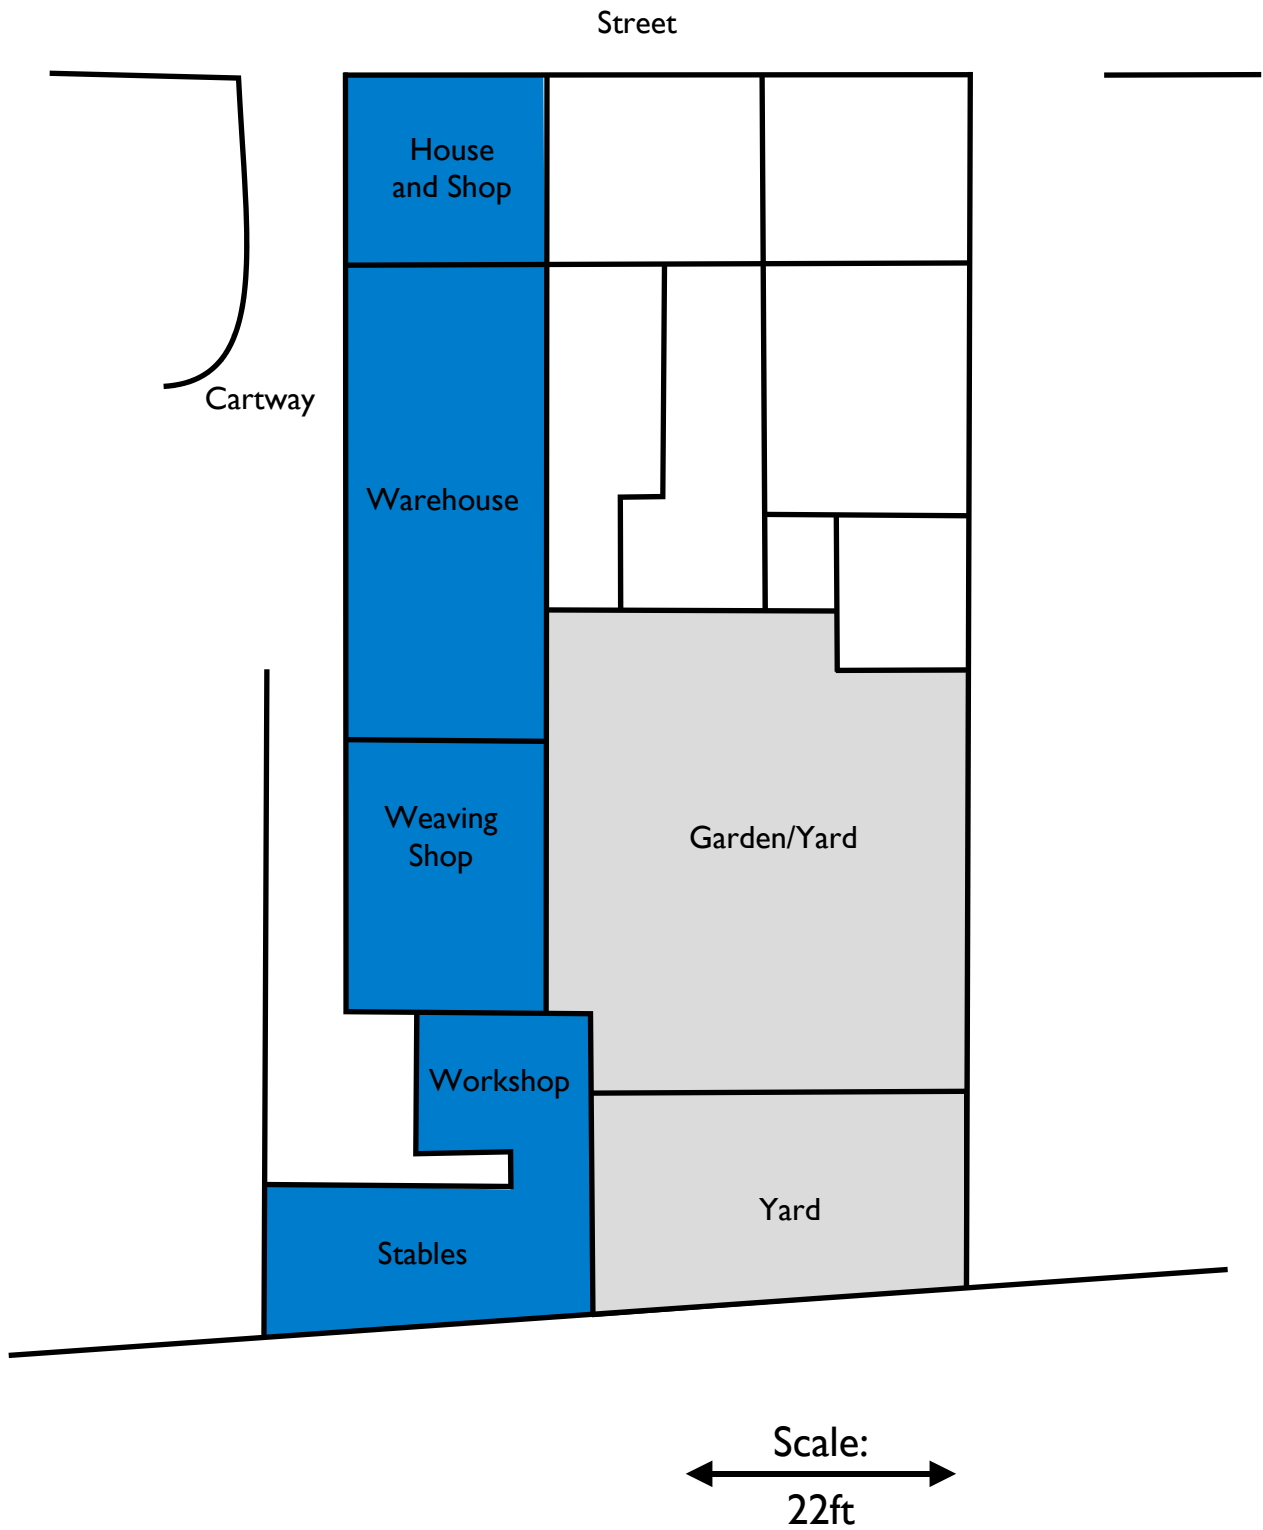 Street
House
and Shop
Cartway
Warehouse
Weaving
Shop
Garden/Yard
Workshop
Yard
Stables
Scale:
22ft